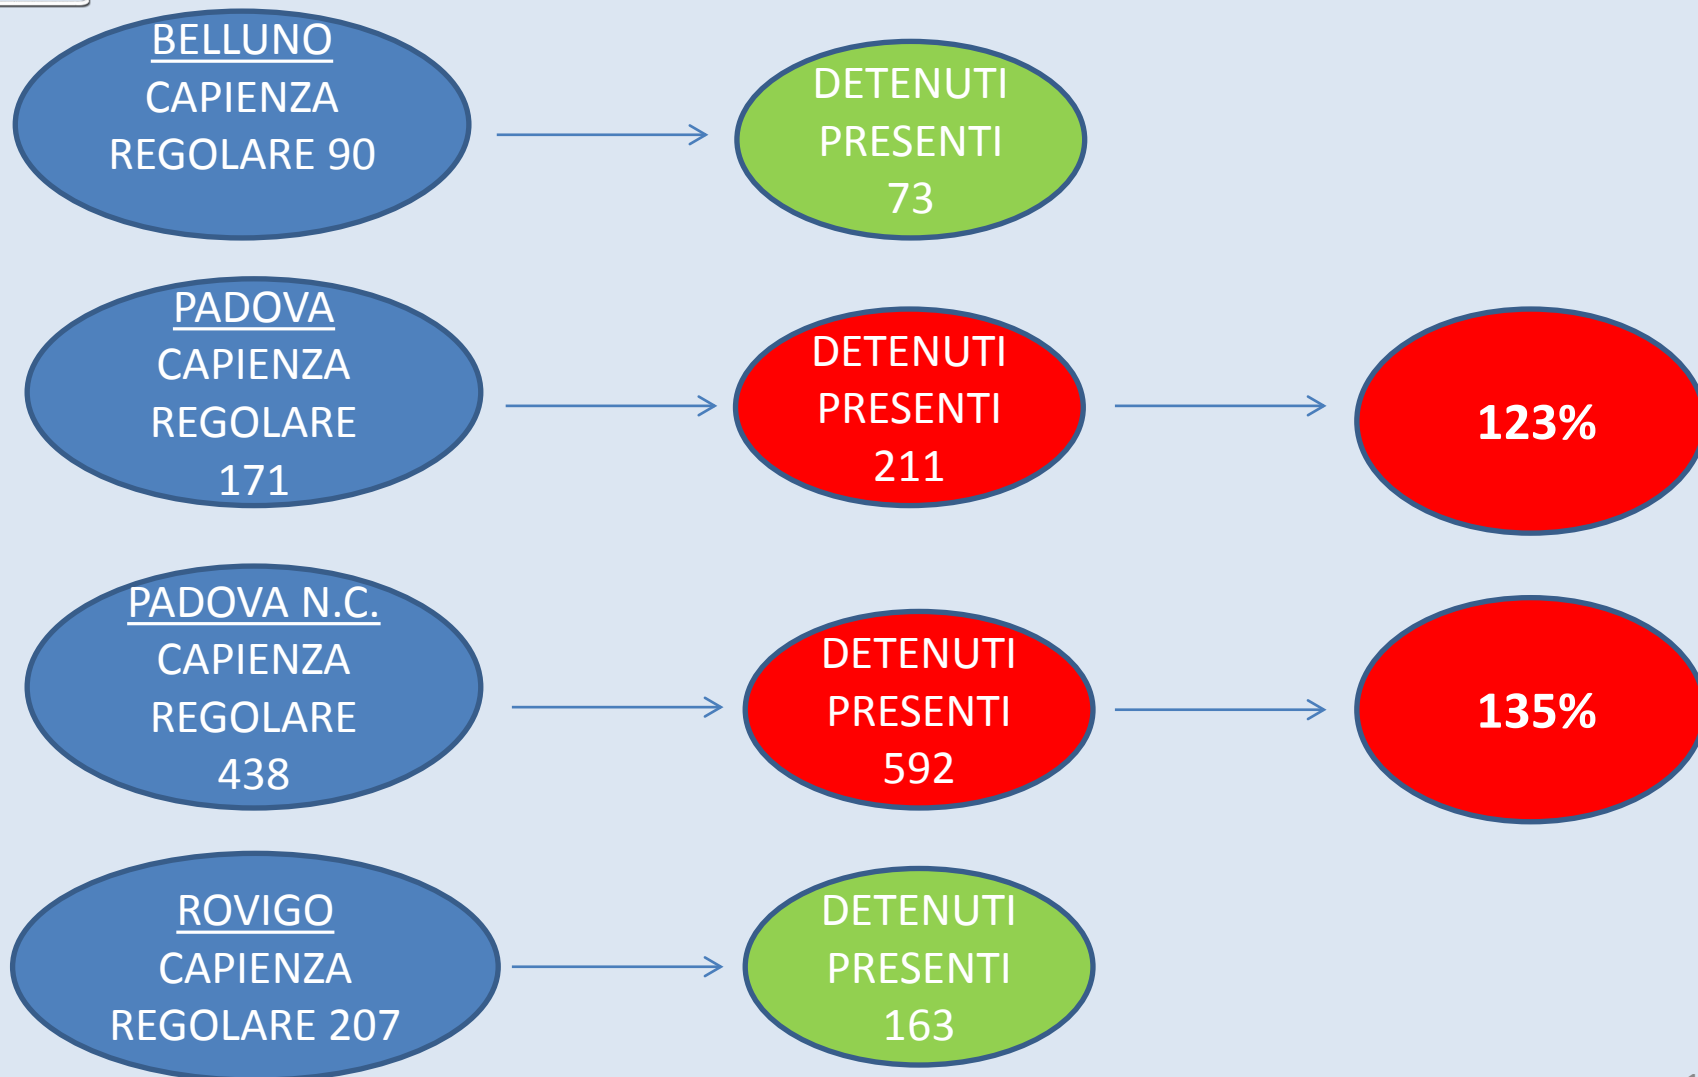 BELLUNO
CAPIENZA
REGOLARE 90
DETENUTI
PRESENTI
73
PADOVA
CAPIENZA
REGOLARE
171
DETENUTI
PRESENTI
211
123%
PADOVA N.C.
CAPIENZA
REGOLARE
438
DETENUTI
PRESENTI
592
135%
ROVIGO
CAPIENZA
REGOLARE 207
DETENUTI
PRESENTI
163